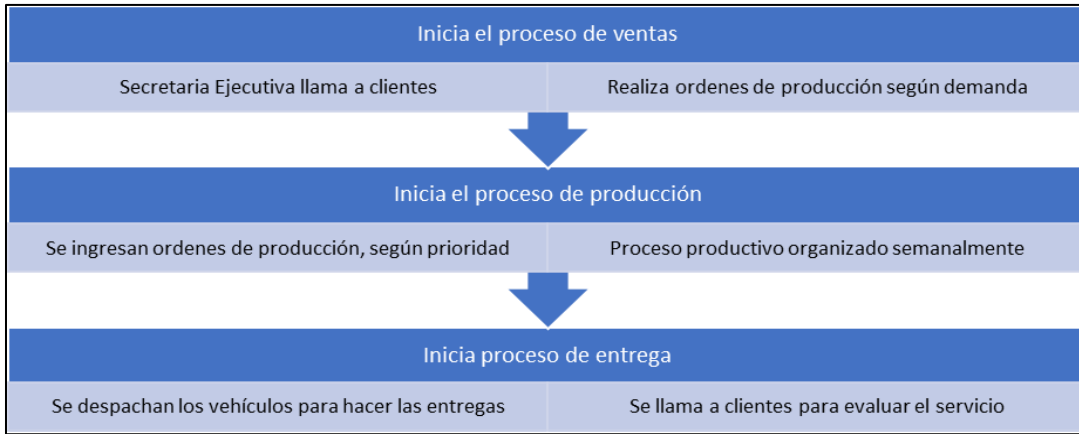 Inicia el proceso de ventas
Secretaria Ejecutiva llama a clientes
Realiza ordenes de producción según demanda
Inicia el proceso de producción
Se ingresan ordenes de producción, según prioridad
Proceso productivo organizado semanalmente
Inicia proceso de entrega
Se despachan los vehículos para hacer las entregas
Se llama a clientes para evaluar el servicio